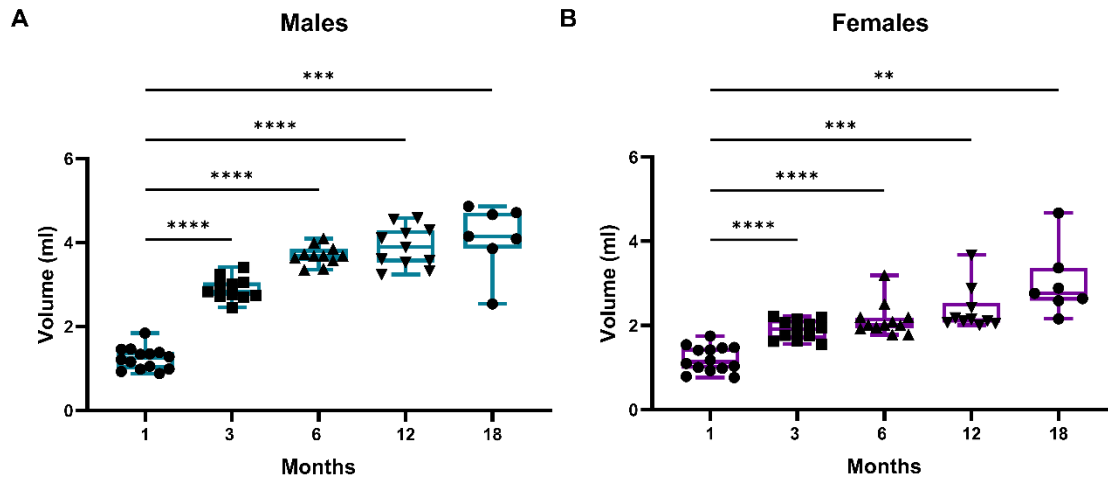 A
Males
***
****
****
****
6
4
2
0
Volume (ml)
1 3 6 12 18
Months
B
Females
**
***
****
****
6
4
2
0
Volume (ml)
1 3 6 12 18
Months